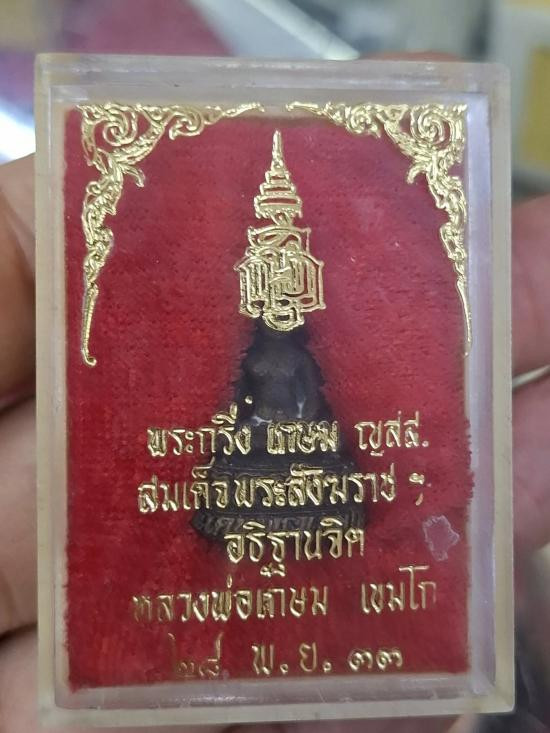 พระกริ่ง เกษม ญสส.
สมเด็จพระสังฆราช ฯ
อธิฐานจิต
หลวงพ่อเกษม เขมโก
๒๘ พ.ย. ๓๓